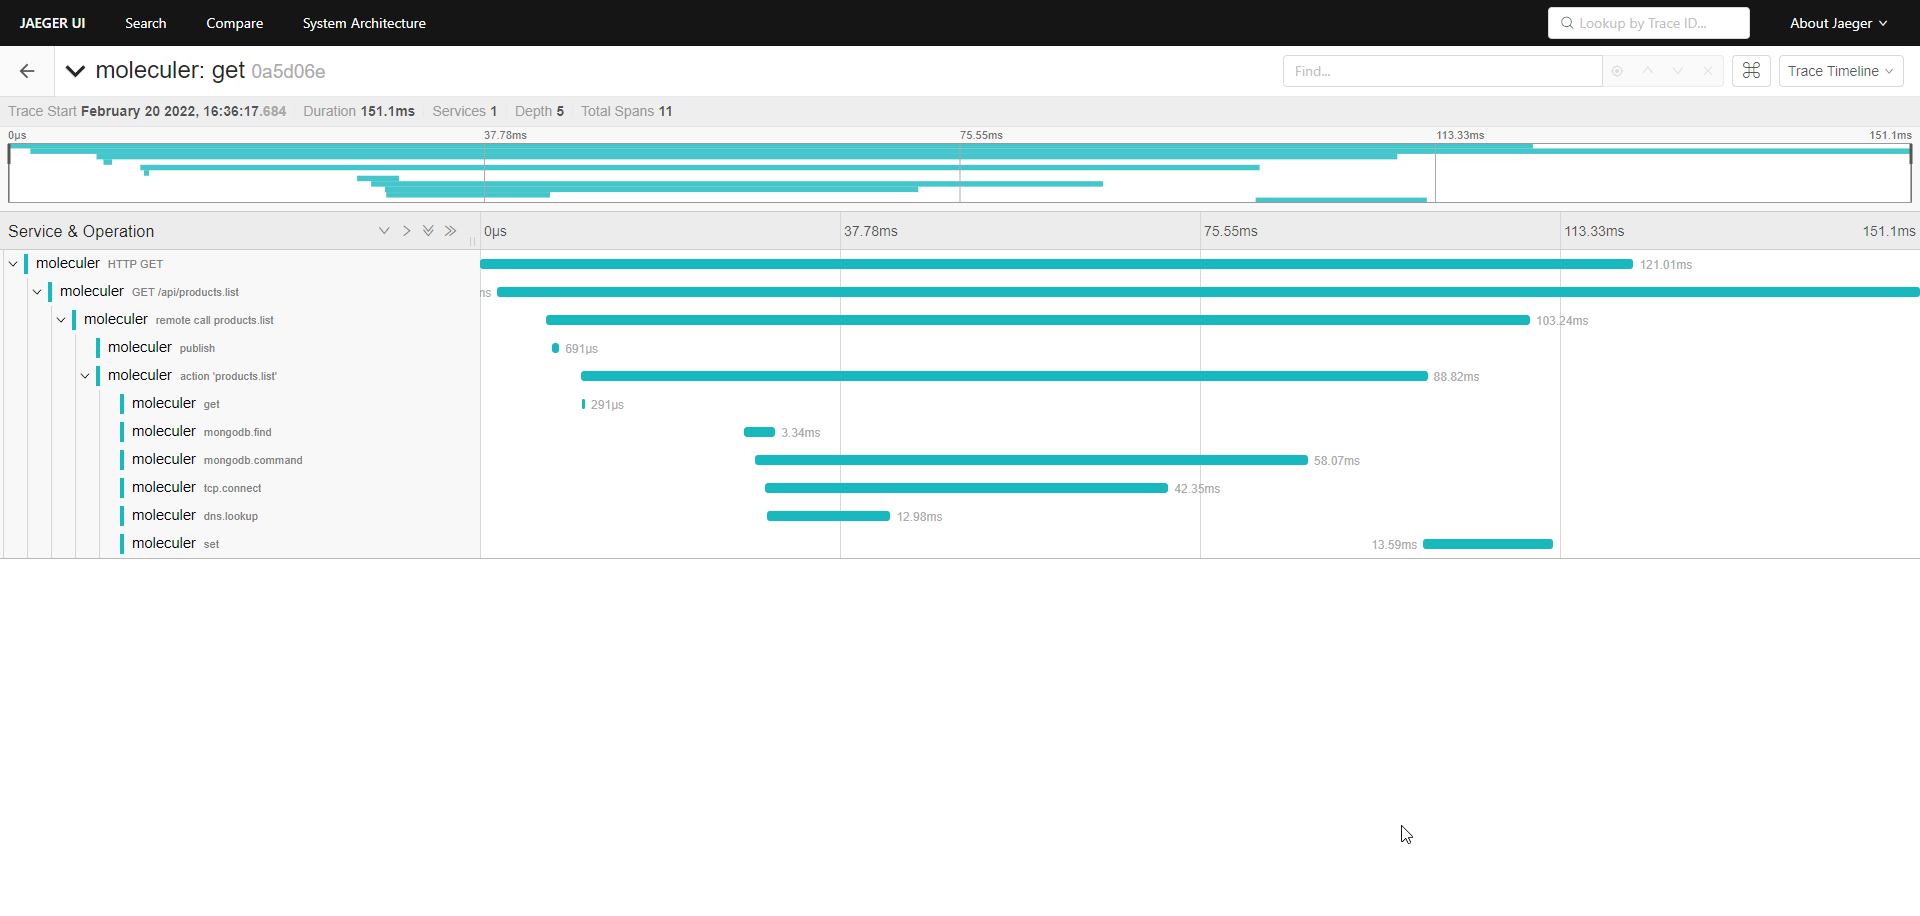 JAEGER UI Search Compare System Architecture Lookup by Trace ID... About Jaeger
moleculer: get 0a5d06e Find... ⌘ Trace Timeline
Trace Start February 20 2022, 16:36:17.684 Duration 151.1ms Services 1 Depth 5 Total Spans 11
0μs 37.78ms 75.55ms 113.33ms 151.1ms
Service & Operation 0μs 37.78ms 75.55ms 113.33ms 151.1ms
moleculer HTTP GET 121.01ms
moleculer GET /api/products.list ns
moleculer remote call products.list 103.24ms
moleculer publish 691μs
moleculer action 'products.list' 88.82ms
moleculer get 291μs
moleculer mongodb.find 3.34ms
moleculer mongodb.command 58.07ms
moleculer tcp.connect 42.35ms
moleculer dns.lookup 12.98ms
moleculer set 13.59ms